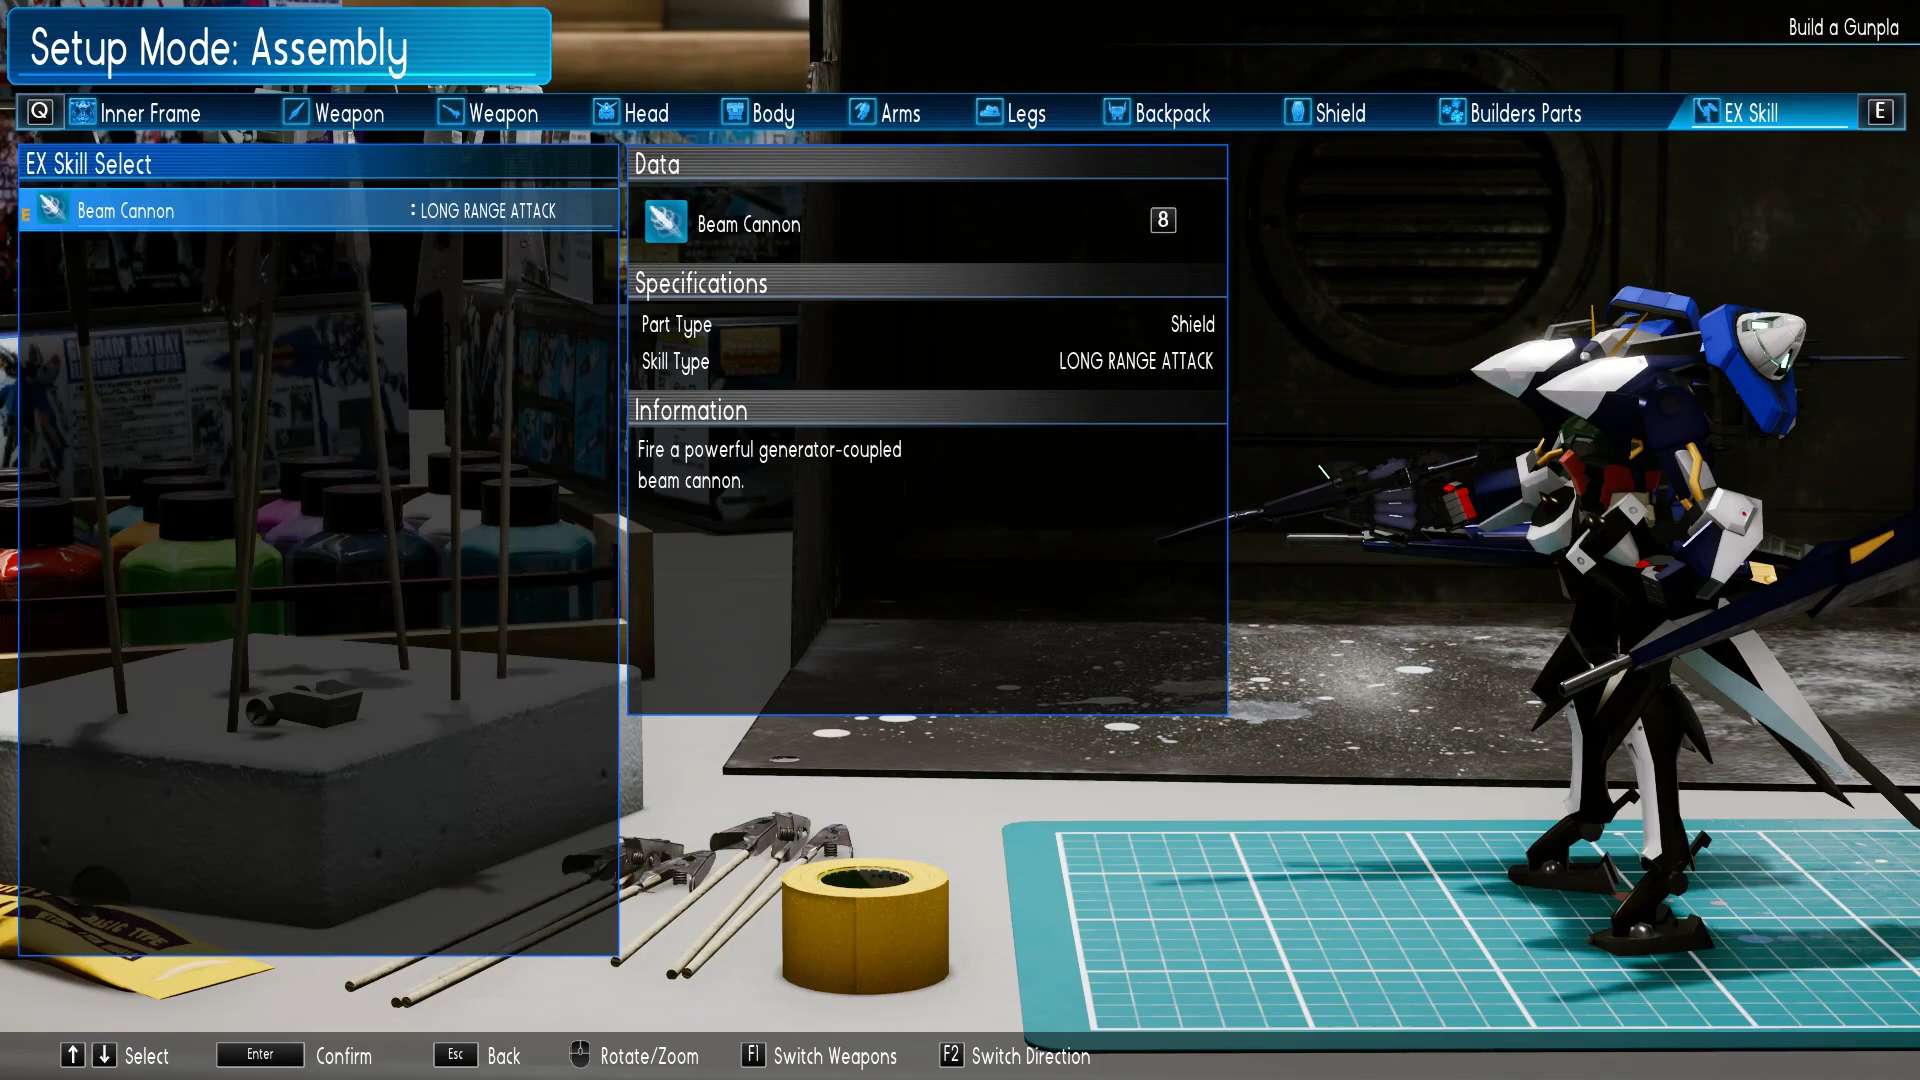 Setup Mode: Assembly
Build a Gunpla
Q Inner Frame Weapon Weapon Head Body Arms Legs Backpack Shield Builders Parts EX Skill E
EX Skill Select
E Beam Cannon : LONG RANGE ATTACK
Data
Beam Cannon 8
Specifications
Part Type Shield
Skill Type LONG RANGE ATTACK
Information
Fire a powerful generator-coupled
beam cannon.
BASIC TYPE
↑ ↓ Select Enter Confirm Esc Back Rotate/Zoom F1 Switch Weapons F2 Switch Direction